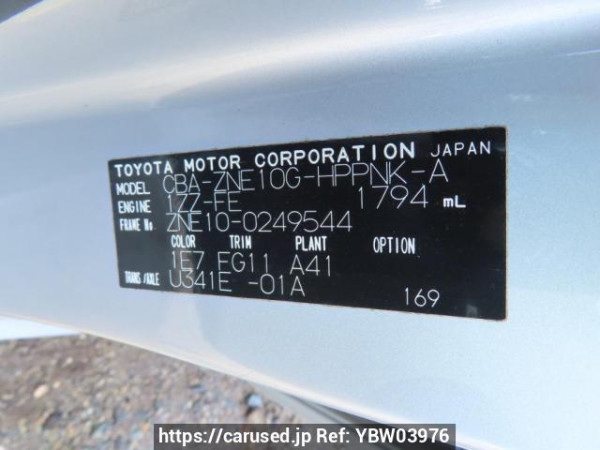 TOYOTA MOTOR CORPORATION JAPAN
MODEL CBA-ZNE10G-HPPNK-A
ENGINE 1ZZ-FE 1794 mL
FRAME No. ZNE10-0249544
COLOR TRIM PLANT OPTION
1E7 FG11 A41
TRANS/AXLE U341E -01A
169
https://carused.jp Ref: YBW03976